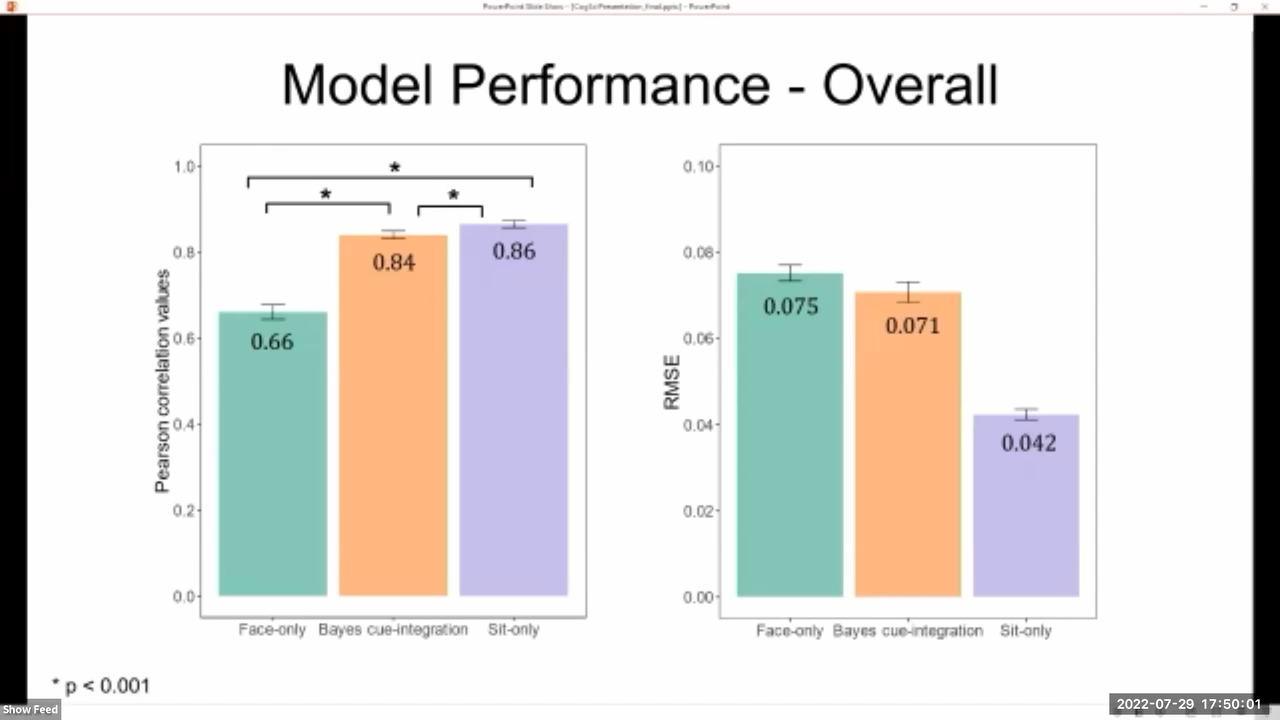 PowerPoint Slide Show - [CogSciPresentation_final.pptx] - PowerPoint
Model Performance - Overall
Pearson correlation values
1.0
0.8
0.6
0.4
0.2
0.0
*
*
*
0.66
0.84
0.86
Face-only
Bayes cue-integration
Sit-only
RMSE
0.10
0.08
0.06
0.04
0.02
0.00
0.075
0.071
0.042
Face-only
Bayes cue-integration
Sit-only
* p < 0.001
Show Feed
2022-07-29 17:50:01